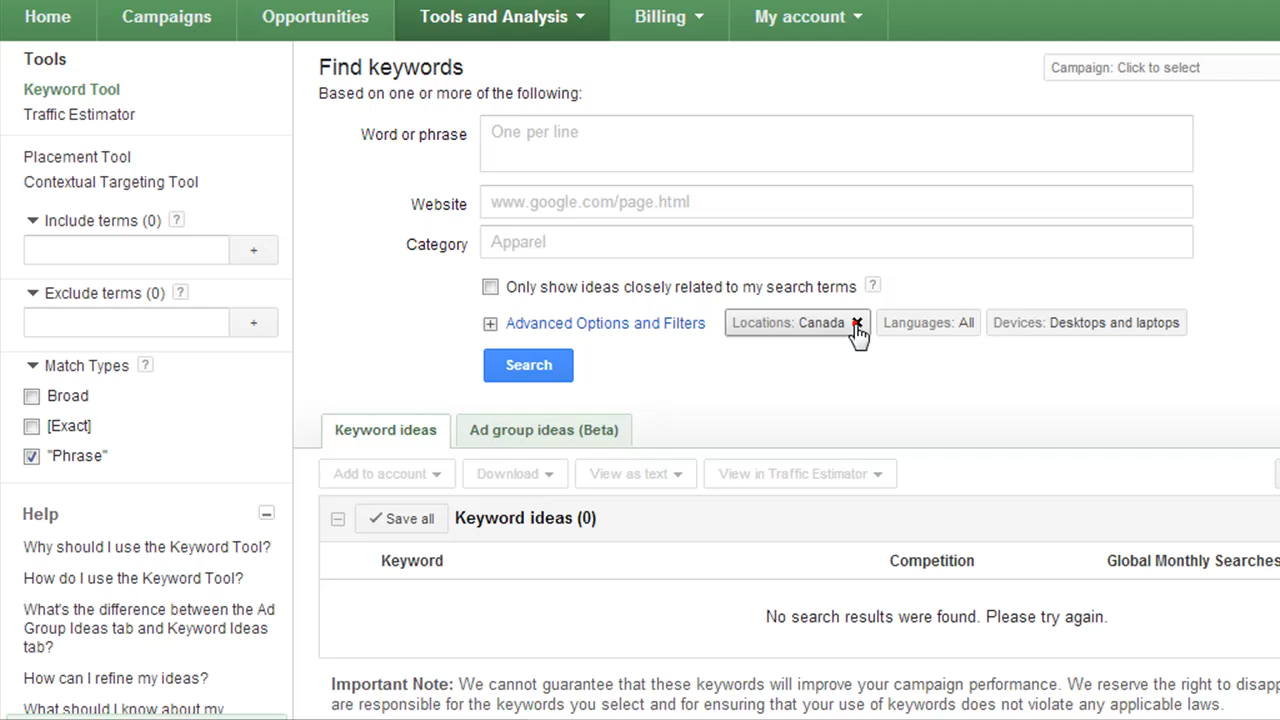 Home Campaigns Opportunities Tools and Analysis Billing My account
Tools
Keyword Tool
Traffic Estimator
Placement Tool
Contextual Targeting Tool
Include terms (0) ?
+
Exclude terms (0) ?
+
Match Types ?
Broad
[Exact]
"Phrase"
Help
Why should I use the Keyword Tool?
How do I use the Keyword Tool?
What's the difference between the Ad
Group Ideas tab and Keyword Ideas
tab?
How can I refine my ideas?
What should I know about my
Find keywords
Campaign: Click to select
Based on one or more of the following:
Word or phrase One per line
Website www.google.com/page.html
Category Apparel
Only show ideas closely related to my search terms ?
Advanced Options and Filters Locations: Canada Languages: All Devices: Desktops and laptops
Search
Keyword ideas Ad group ideas (Beta)
Add to account Download View as text View in Traffic Estimator
Save all Keyword ideas (0)
Keyword Competition Global Monthly Searches
No search results were found. Please try again.
Important Note: We cannot guarantee that these keywords will improve your campaign performance. We reserve the right to
are responsible for the keywords you select and for ensuring that your use of keywords does not violate any applicable laws.